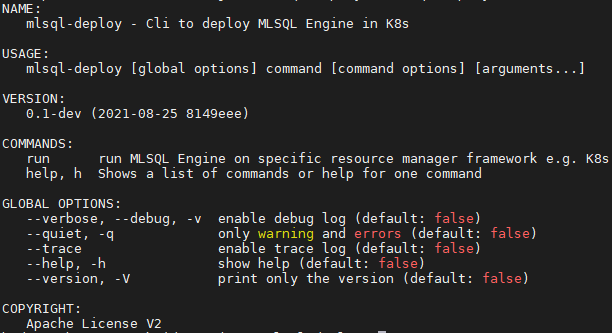 NAME:
mlsql-deploy - Cli to deploy MLSQL Engine in K8s
USAGE:
mlsql-deploy [global options] command [command options] [arguments...]
VERSION:
0.1-dev (2021-08-25 8149eee)
COMMANDS:
run run MLSQL Engine on specific resource manager framework e.g. K8s
help, h Shows a list of commands or help for one command
GLOBAL OPTIONS:
--verbose, --debug, -v enable debug log (default: false)
--quiet, -q only warning and errors (default: false)
--trace enable trace log (default: false)
--help, -h show help (default: false)
--version, -V print only the version (default: false)
COPYRIGHT:
Apache License V2